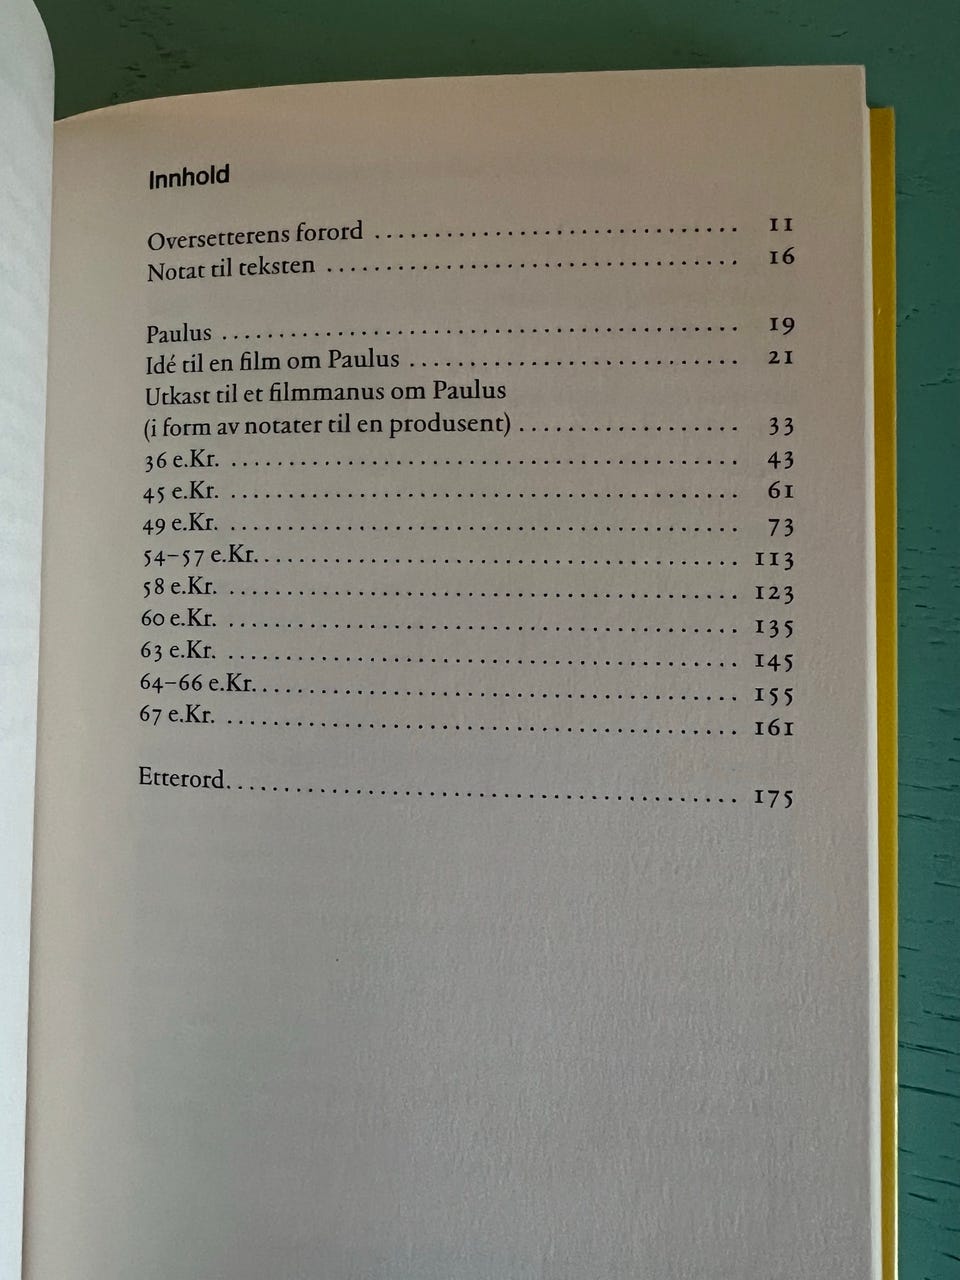 Innhold
Oversetterens forord .............................. 11
Notat til teksten .................................. 16
Paulus .......................................... 19
Idé til en film om Paulus ........................... 21
Utkast til et filmmanus om Paulus
(i form av notater til en produsent) .................. 33
36 e.Kr. .......................................... 43
45 e.Kr. .......................................... 61
49 e.Kr. .......................................... 73
54–57 e.Kr. ....................................... 113
58 e.Kr. .......................................... 123
60 e.Kr. .......................................... 135
63 e.Kr. .......................................... 145
64–66 e.Kr. ....................................... 155
67 e.Kr. .......................................... 161
Etterord .......................................... 175